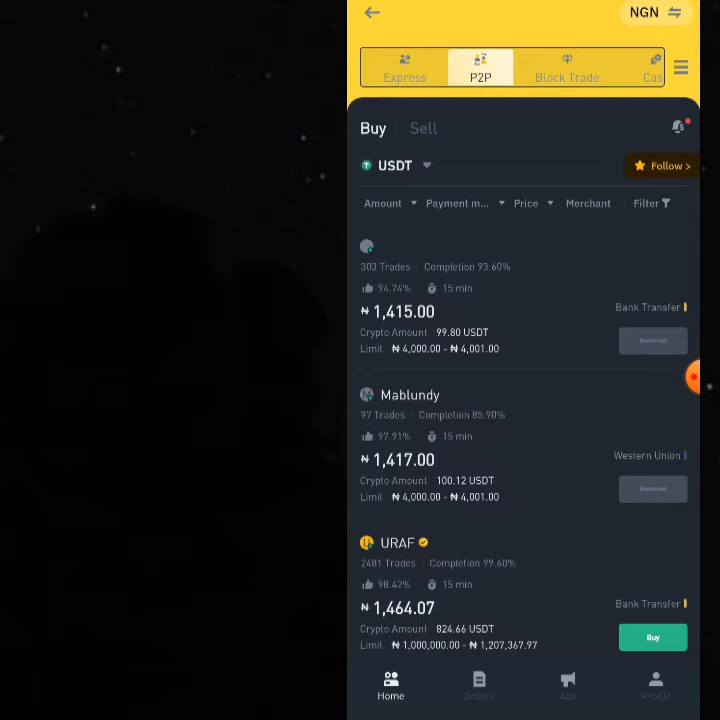 NGN
Express P2P Block Trade Cas
Buy Sell
USDT
Follow >
Amount Payment m... Price Merchant Filter
303 Trades Completion 93.60%
94.74% 15 min
₦ 1,415.00
Bank Transfer
Crypto Amount 99.80 USDT
Limit ₦ 4,000.00 - ₦ 4,001.00
Mablundy
97 Trades Completion 85.90%
97.91% 15 min
₦ 1,417.00
Western Union
Crypto Amount 100.12 USDT
Limit ₦ 4,000.00 - ₦ 4,001.00
URAF
2481 Trades Completion 99.60%
98.42% 15 min
₦ 1,464.07
Bank Transfer
Crypto Amount 824.66 USDT
Buy
Limit ₦ 1,000,000.00 - ₦ 1,207,367.97
Home Orders Ads Profile